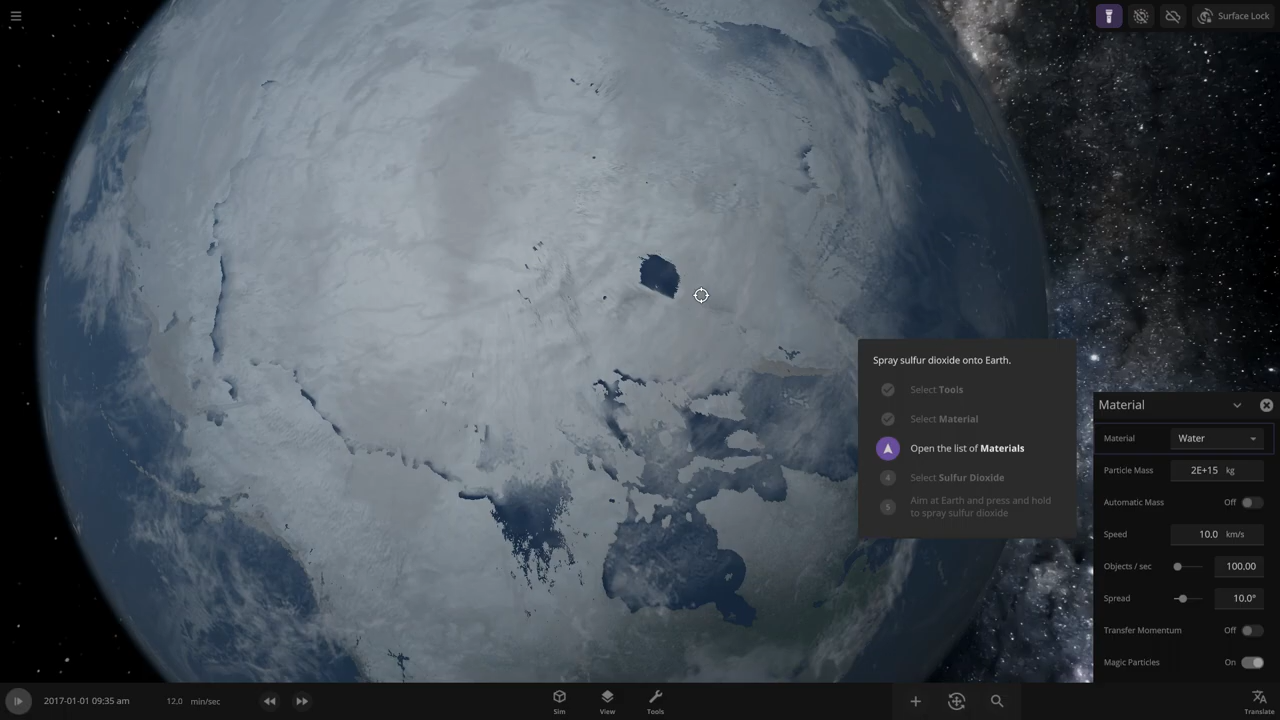 Surface Lock
Spray sulfur dioxide onto Earth.
Select Tools
Select Material
Open the list of Materials
4 Select Sulfur Dioxide
5 Aim at Earth and press and hold
to spray sulfur dioxide
Material
Material Water
Particle Mass 2E+15 kg
Automatic Mass Off
Speed 10.0 km/s
Objects / sec 100.00
Spread 10.0°
Transfer Momentum Off
Magic Particles On
2017-01-01 09:35 am 12.0 min/sec
Sim View Tools
Translate